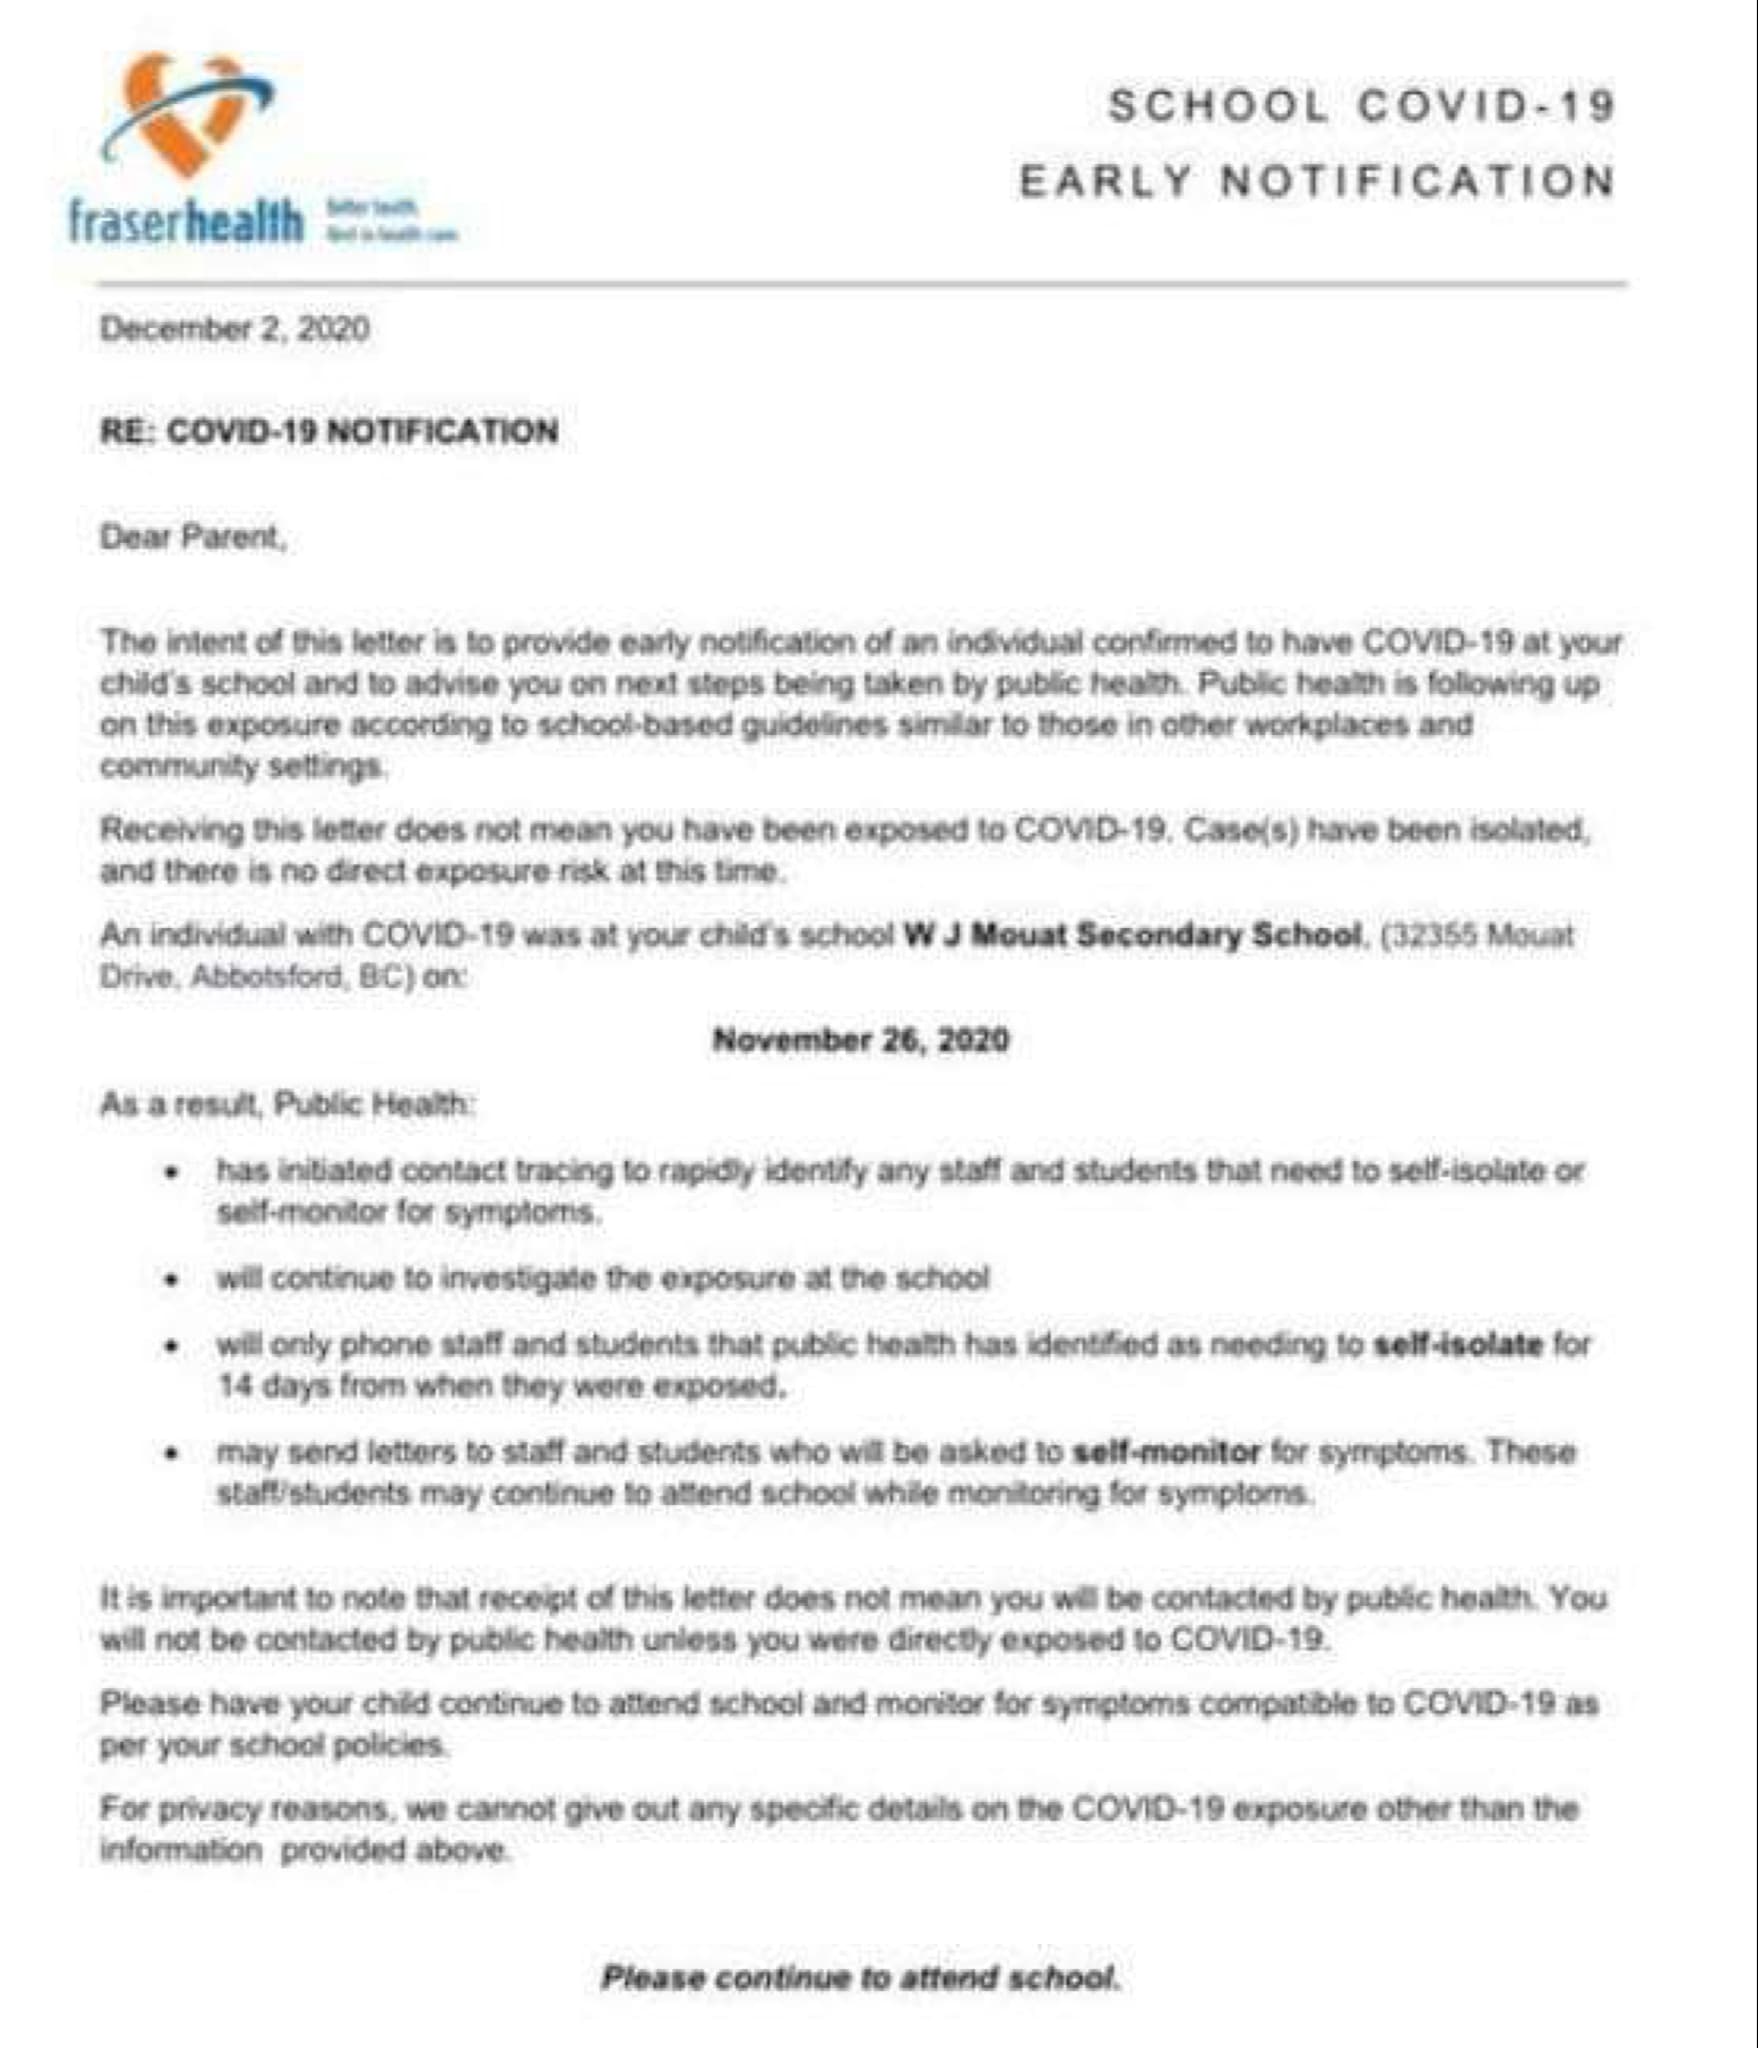 SCHOOL COVID-19
EARLY NOTIFICATION
fraserhealth
December 2, 2020
RE: COVID-19 NOTIFICATION
Dear Parent,
The intent of this letter is to provide early notification of an individual confirmed to have COVID-19 at your
child's school and to advise you on next steps being taken by public health. Public health is following up
on this exposure according to school-based guidelines similar to those in other workplaces and
community settings.
Receiving this letter does not mean you have been exposed to COVID-19. Case(s) have been isolated,
and there is no direct exposure risk at this time.
An individual with COVID-19 was at your child's school W J Mouat Secondary School, (32355 Mouat
Drive, Abbotsford, BC) on:
November 26, 2020
As a result, Public Health:
• has initiated contact tracing to rapidly identify any staff and students that need to self-isolate or
self-monitor for symptoms.
• will continue to investigate the exposure at the school
• will only phone staff and students that public health has identified as needing to self-isolate for
14 days from when they were exposed.
• may send letters to staff and students who will be asked to self-monitor for symptoms. These
staff/students may continue to attend school while monitoring for symptoms.
It is important to note that receipt of this letter does not mean you will be contacted by public health. You
will not be contacted by public health unless you were directly exposed to COVID-19.
Please have your child continue to attend school and monitor for symptoms compatible to COVID-19 as
per your school policies.
For privacy reasons, we cannot give out any specific details on the COVID-19 exposure other than the
information provided above.
Please continue to attend school.